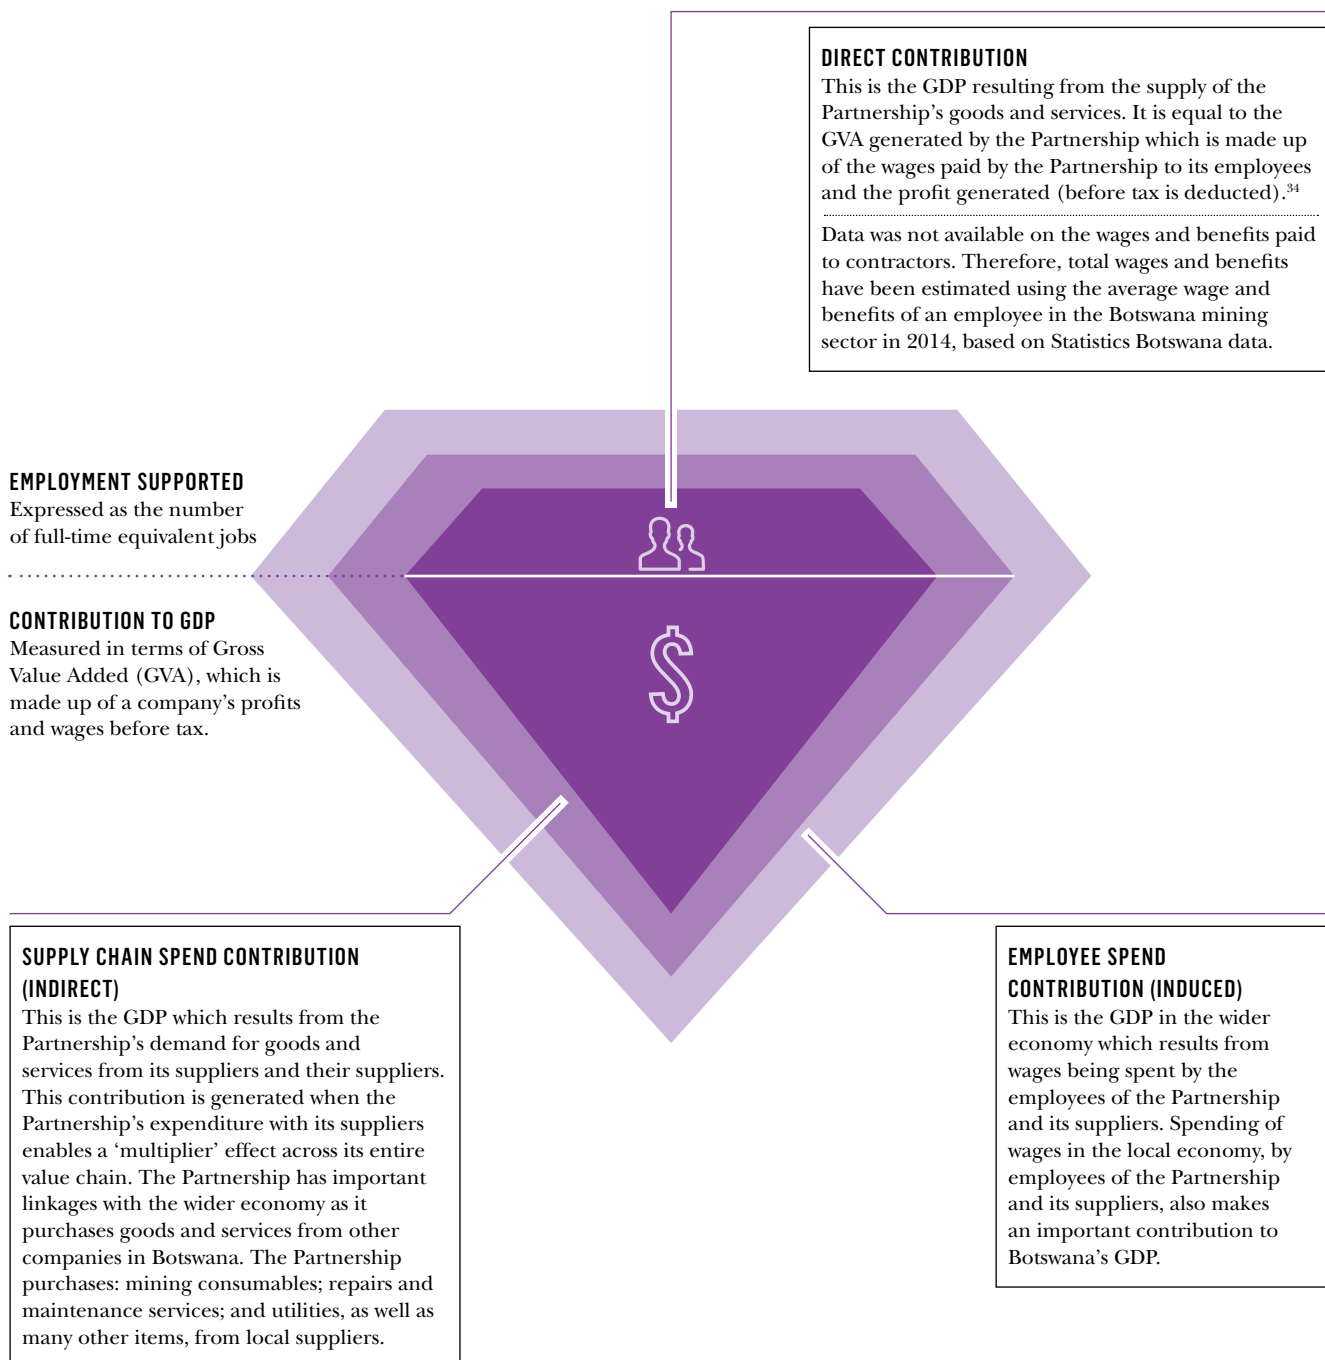 DIRECT CONTRIBUTION
This is the GDP resulting from the supply of the
Partnership’s goods and services. It is equal to the
GVA generated by the Partnership which is made up
of the wages paid by the Partnership to its employees
and the profit generated (before tax is deducted).34
Data was not available on the wages and benefits paid
to contractors. Therefore, total wages and benefits
have been estimated using the average wage and
benefits of an employee in the Botswana mining
sector in 2014, based on Statistics Botswana data.
EMPLOYMENT SUPPORTED
Expressed as the number
of full-time equivalent jobs
CONTRIBUTION TO GDP
Measured in terms of Gross
Value Added (GVA), which is
made up of a company’s profits
and wages before tax.
$
SUPPLY CHAIN SPEND CONTRIBUTION
(INDIRECT)
This is the GDP which results from the
Partnership’s demand for goods and
services from its suppliers and their suppliers.
This contribution is generated when the
Partnership’s expenditure with its suppliers
enables a ‘multiplier’ effect across its entire
value chain. The Partnership has important
linkages with the wider economy as it
purchases goods and services from other
companies in Botswana. The Partnership
purchases: mining consumables; repairs and
maintenance services; and utilities, as well as
many other items, from local suppliers.
EMPLOYEE SPEND
CONTRIBUTION (INDUCED)
This is the GDP in the wider
economy which results from
wages being spent by the
employees of the Partnership
and its suppliers. Spending of
wages in the local economy, by
employees of the Partnership
and its suppliers, also makes
an important contribution to
Botswana’s GDP.